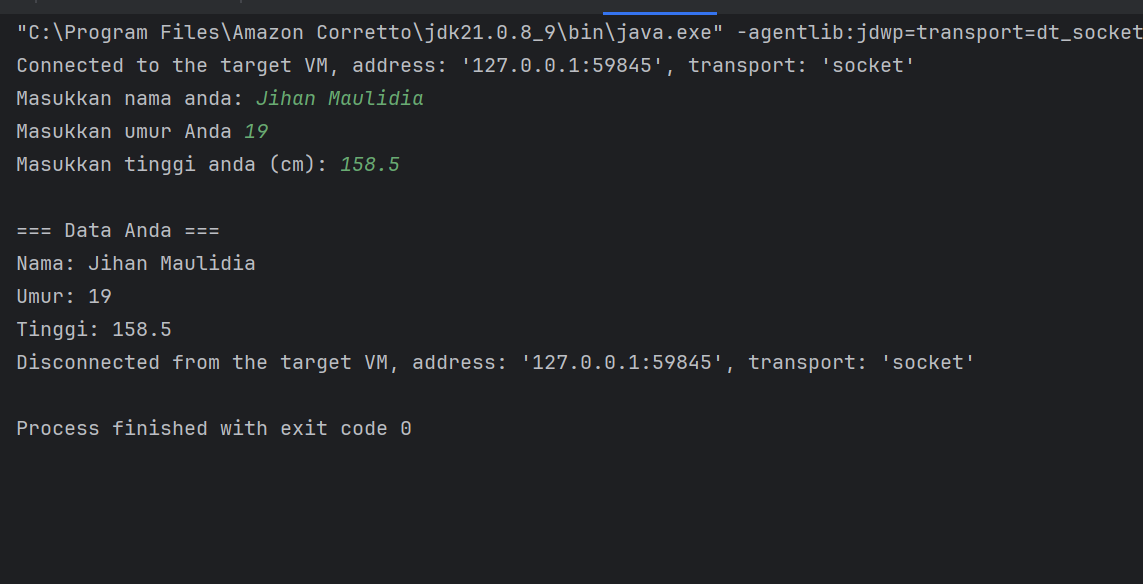 "C:\Program Files\Amazon Corretto\jdk21.0.8_9\bin\java.exe" -agentlib:jdwp=transport=dt_socket
Connected to the target VM, address: '127.0.0.1:59845', transport: 'socket'
Masukkan nama anda: Jihan Maulidia
Masukkan umur Anda 19
Masukkan tinggi anda (cm): 158.5
=== Data Anda ===
Nama: Jihan Maulidia
Umur: 19
Tinggi: 158.5
Disconnected from the target VM, address: '127.0.0.1:59845', transport: 'socket'
Process finished with exit code 0